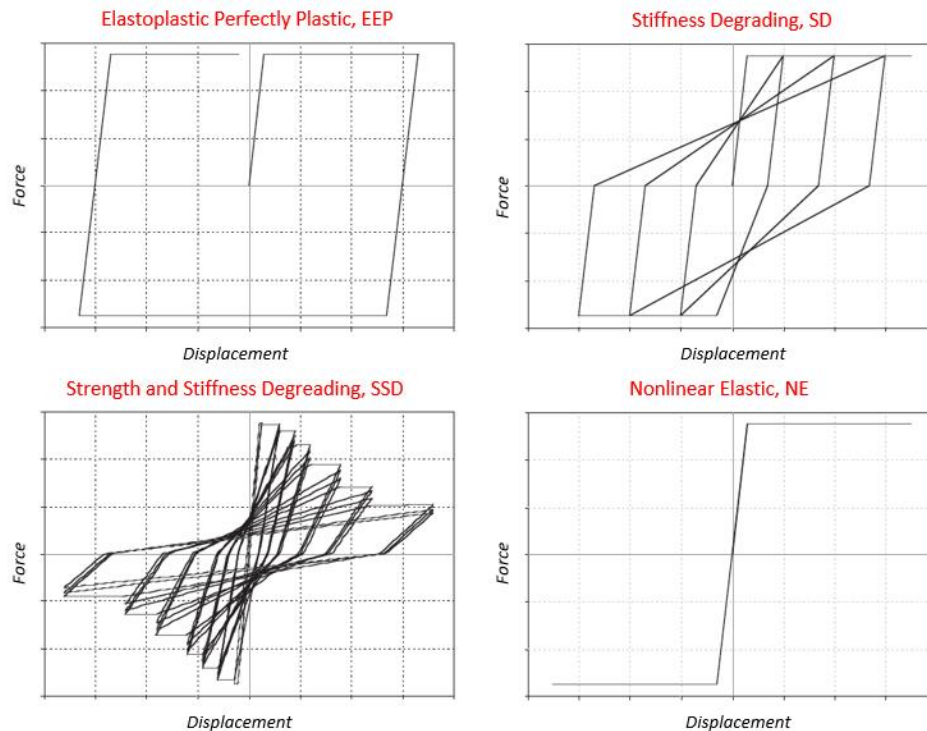 Elastoplastic Perfectly Plastic, EEP
Force
Displacement
Stiffness Degrading, SD
Force
Displacement
Strength and Stiffness Degreading, SSD
Force
Displacement
Nonlinear Elastic, NE
Force
Displacement